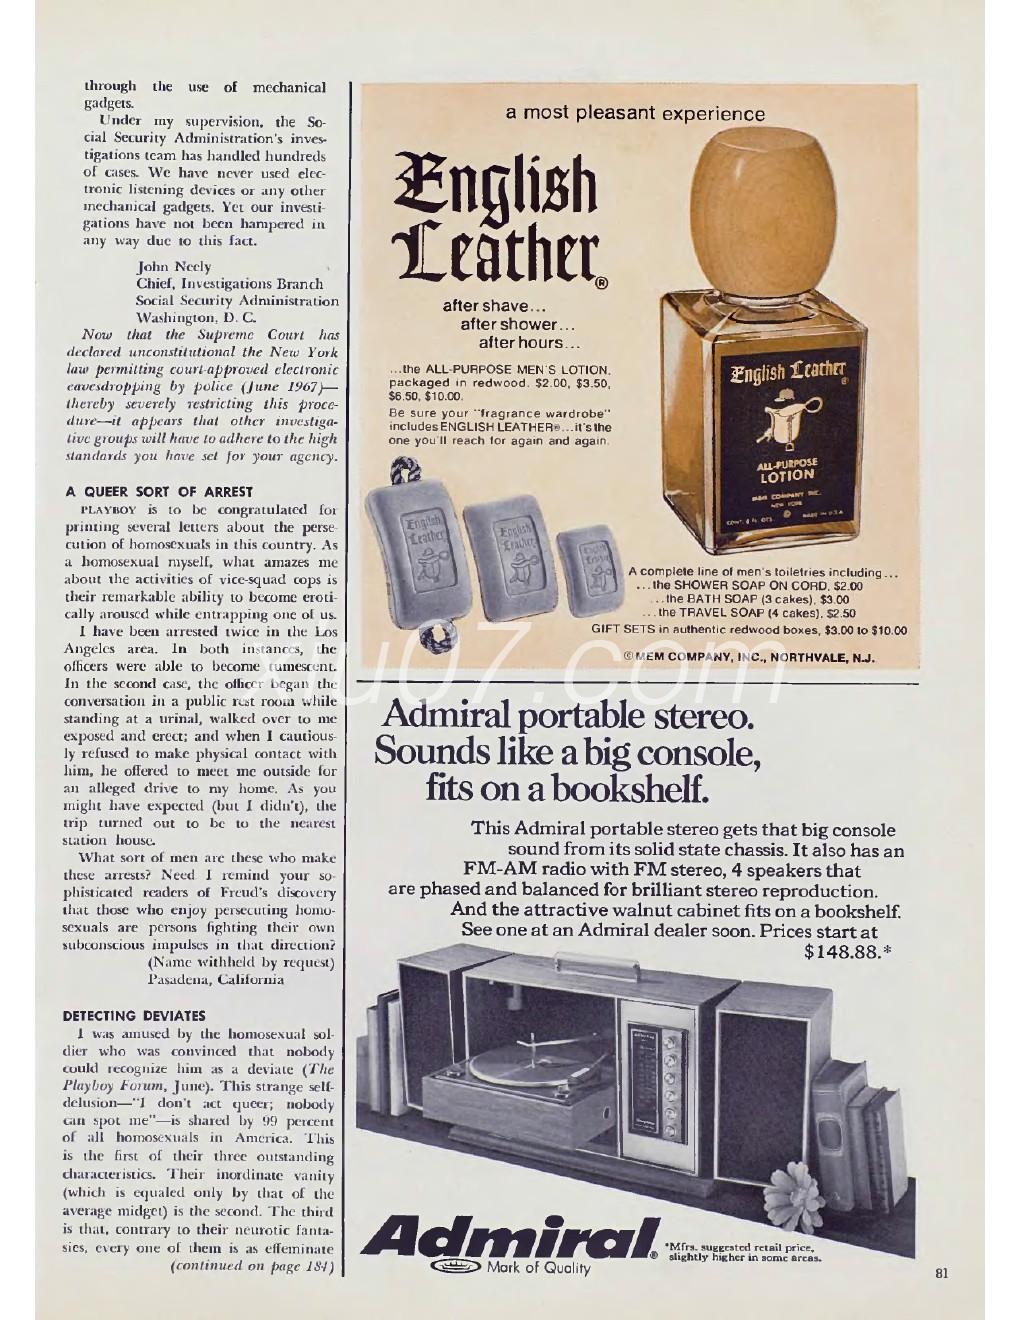 through the use of mechanical
gadgets.
Under my supervision, the So-
cial Security Administration's inves-
tigations team has handled hundreds
of cases. We have never used elec-
tronic listening devices or any other
mechanical gadgets. Yet our investi-
gations have not been hampered in
any way due to this fact.
John Neely
Chief, Investigations Branch
Social Security Administration
Washington, D. C.
Now that the Supreme Court has
declared unconstitutional the New York
law permitting court-approved electronic
eavesdropping by police (June 1967)—
thereby severely restricting this proce-
dure—it appears that other investiga-
tive groups will have to adhere to the high
standards you have set for your agency.
A QUEER SORT OF ARREST
PLAYBOY is to be congratulated for
printing several letters about the perse-
cution of homosexuals in this country. As
a homosexual myself, what amazes me
about the activities of vice-squad cops is
their remarkable ability to become eroti-
cally aroused while entrapping one of us.
I have been arrested twice in the Los
Angeles area. In both instances, the
officers were able to become tumescent.
In the second case, the officer began the
conversation in a public rest room while
standing at a urinal, walked over to me
exposed and erect; and when I cautious-
ly refused to make physical contact with
him, he offered to meet me outside for
an alleged drive to my home. As you
might have expected (but I didn't), the
trip turned out to be to the nearest
station house.
What sort of men are these who make
these arrests? Need I remind your so-
phisticated readers of Freud's discovery
that those who enjoy persecuting homo-
sexuals are persons fighting their own
subconscious impulses in that direction?
(Name withheld by request)
Pasadena, California
DETECTING DEVIATES
I was amused by the homosexual sol-
dier who was convinced that nobody
could recognize him as a deviate (The
Playboy Forum, June). This strange self-
delusion—"I don't act queer; nobody
can spot me"—is shared by 99 percent
of all homosexuals in America. This
is the first of their three outstanding
characteristics. Their inordinate vanity
(which is equaled only by that of the
average midget) is the second. The third
is that, contrary to their neurotic fanta-
sies, every one of them is as effeminate
(continued on page 184)
a most pleasant experience
English
Leather®
after shave...
after shower...
after hours...
...the ALL-PURPOSE MEN'S LOTION,
packaged in redwood. $2.00, $3.50,
$6.50, $10.00.
Be sure your "fragrance wardrobe"
includes ENGLISH LEATHER®...it's the
one you'll reach for again and again.
English Leather®
ALL-PURPOSE
LOTION
MEM COMPANY INC.
NEW YORK
MADE IN U.S.A
English
Leather
English
Leather
English
A complete line of men's toiletries including...
...the SHOWER SOAP ON CORD, $2.00
...the BATH SOAP (3 cakes), $3.00
...the TRAVEL SOAP (4 cakes), $2.50
GIFT SETS in authentic redwood boxes, $3.00 to $10.00
© MEM COMPANY, INC., NORTHVALE, N.J.
xiu07.com
Admiral portable stereo.
Sounds like a big console,
fits on a bookshelf.
This Admiral portable stereo gets that big console
sound from its solid state chassis. It also has an
FM-AM radio with FM stereo, 4 speakers that
are phased and balanced for brilliant stereo reproduction.
And the attractive walnut cabinet fits on a bookshelf.
See one at an Admiral dealer soon. Prices start at
$148.88.*
Admiral®
Mark of Quality
*Mfrs. suggested retail price,
slightly higher in some areas.
81